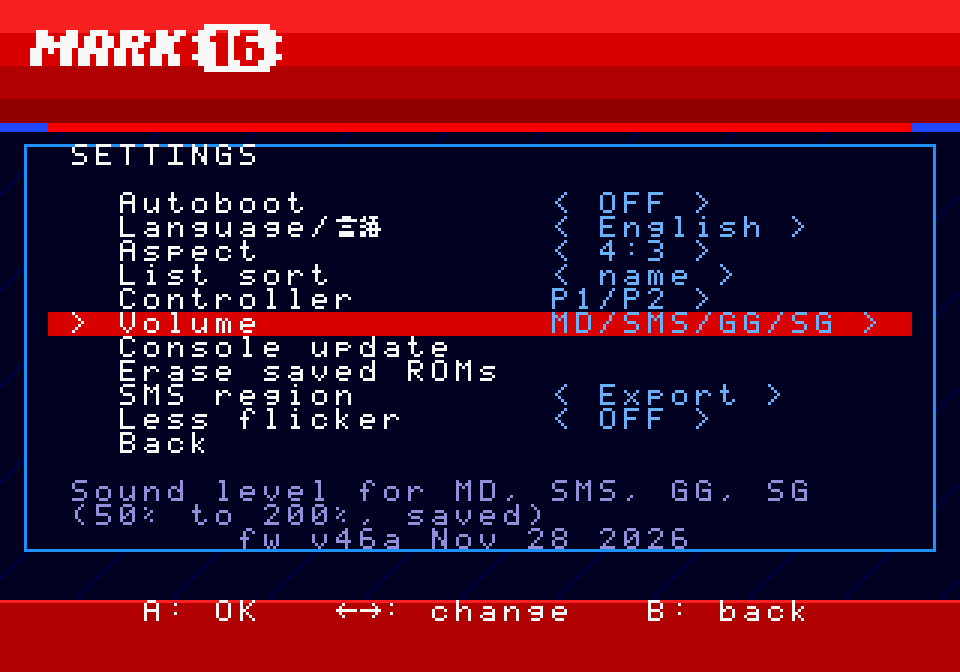 MARK 16
SETTINGS
Autoboot < OFF >
Language/言語 < English >
Aspect < 4:3 >
List sort < name >
Controller P1/P2 >
> Volume MD/SMS/GG/SG >
Console update
Erase saved ROMs
SMS region < Export >
Less flicker < OFF >
Back
Sound level for MD, SMS, GG, SG
(50% to 200%, saved)
fw v46a Nov 28 2026
A: OK ←→: change B: back